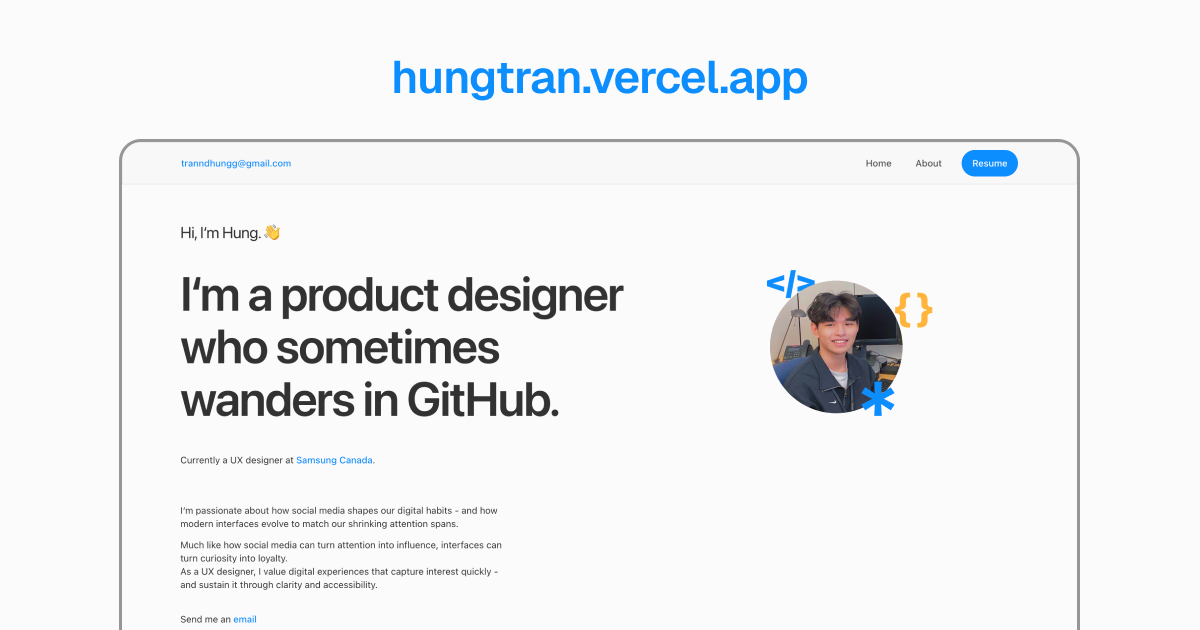 hungtran.vercel.app
tranndhungg@gmail.com
Home
About
Resume
Hi, I‘m Hung. 👋
I‘m a product designer
who sometimes
wanders in GitHub.
</>
{ }
*
Currently a UX designer at Samsung Canada.
I‘m passionate about how social media shapes our digital habits - and how
modern interfaces evolve to match our shrinking attention spans.
Much like how social media can turn attention into influence, interfaces can
turn curiosity into loyalty.
As a UX designer, I value digital experiences that capture interest quickly -
and sustain it through clarity and accessibility.
Send me an email